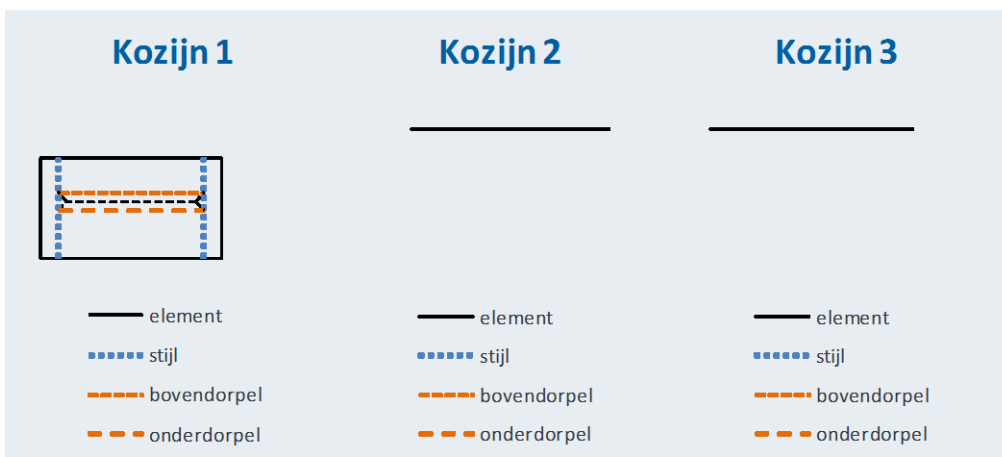 Kozijn 1
Kozijn 2
Kozijn 3
element
stijl
bovendorpel
onderdorpel
element
stijl
bovendorpel
onderdorpel
element
stijl
bovendorpel
onderdorpel